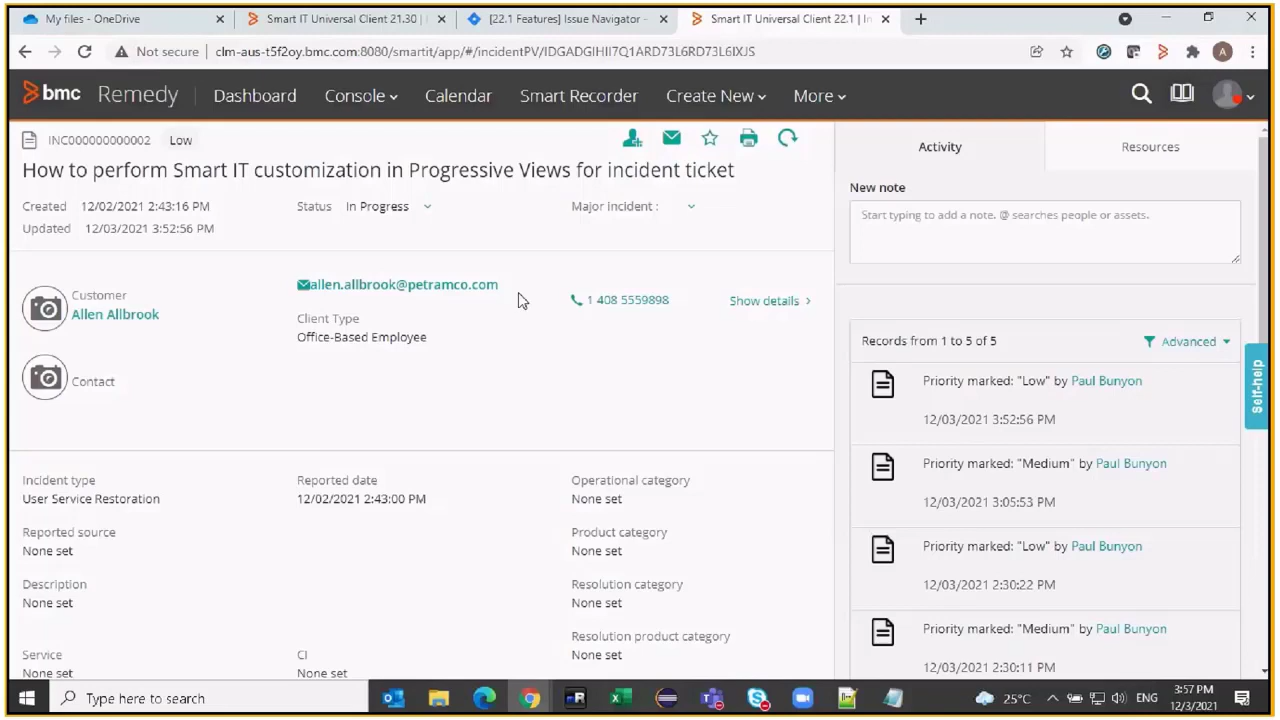 My files - OneDrive
Smart IT Universal Client 21.30 |
[22.1 Features] Issue Navigator -
Smart IT Universal Client 22.1 | In
Not secure
clm-aus-t5f2oy.bmc.com:8080/smartit/app/#/incidentPV/IDGADGIHII7Q1ARD73L6RD73L6IXJS
A
bmc Remedy Dashboard Console Calendar Smart Recorder Create New More
INC000000000002 Low
How to perform Smart IT customization in Progressive Views for incident ticket
Created 12/02/2021 2:43:16 PM Status In Progress Major Incident :
Updated 12/03/2021 3:52:56 PM
Customer
Allen Allbrook
allen.allbrook@petramco.com
Client Type
Office-Based Employee
1 408 5559898
Show details
Contact
Incident type
User Service Restoration
Reported date
12/02/2021 2:43:00 PM
Operational category
None set
Reported source
None set
Product category
None set
Description
None set
Resolution category
None set
Resolution product category
None set
Service
None set
CI
None set
Activity Resources
New note
Start typing to add a note. @ searches people or assets.
Records from 1 to 5 of 5 Advanced
Priority marked: "Low" by Paul Bunyon
12/03/2021 3:52:56 PM
Priority marked: "Medium" by Paul Bunyon
12/03/2021 3:05:53 PM
Priority marked: "Low" by Paul Bunyon
12/03/2021 2:30:22 PM
Priority marked: "Medium" by Paul Bunyon
12/03/2021 2:30:11 PM
Self-help
Type here to search
25°C
ENG
3:57 PM
12/3/2021